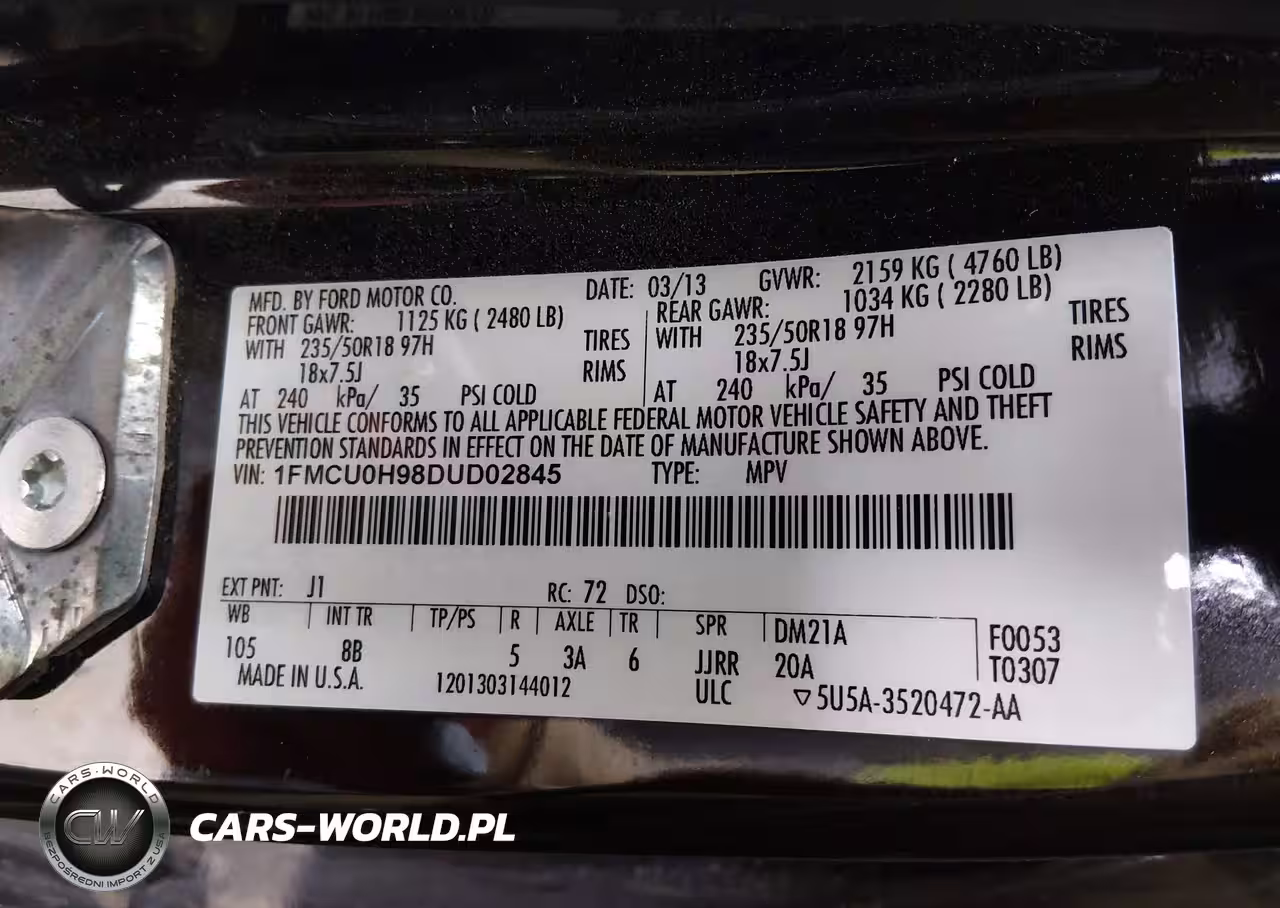 MFD. BY FORD MOTOR CO. DATE: 03/13 GVWR: 2159 KG ( 4760 LB)
FRONT GAWR: 1125 KG ( 2480 LB) REAR GAWR: 1034 KG ( 2280 LB)
WITH 235/50R18 97H TIRES WITH 235/50R18 97H TIRES
18x7.5J RIMS 18x7.5J RIMS
AT 240 kPa/ 35 PSI COLD AT 240 kPa/ 35 PSI COLD
THIS VEHICLE CONFORMS TO ALL APPLICABLE FEDERAL MOTOR VEHICLE SAFETY AND THEFT
PREVENTION STANDARDS IN EFFECT ON THE DATE OF MANUFACTURE SHOWN ABOVE.
VIN: 1FMCU0H98DUD02845 TYPE: MPV
EXT PNT: J1 RC: 72 DSO:
WB INT TR TP/PS R AXLE TR SPR DM21A F0053
105 8B 5 3A 6 JJRR 20A T0307
MADE IN U.S.A. 1201303144012 ULC ▽5U5A-3520472-AA
CARS-WORLD
CW
BEZPOŚREDNI IMPORT Z USA
CARS-WORLD.PL